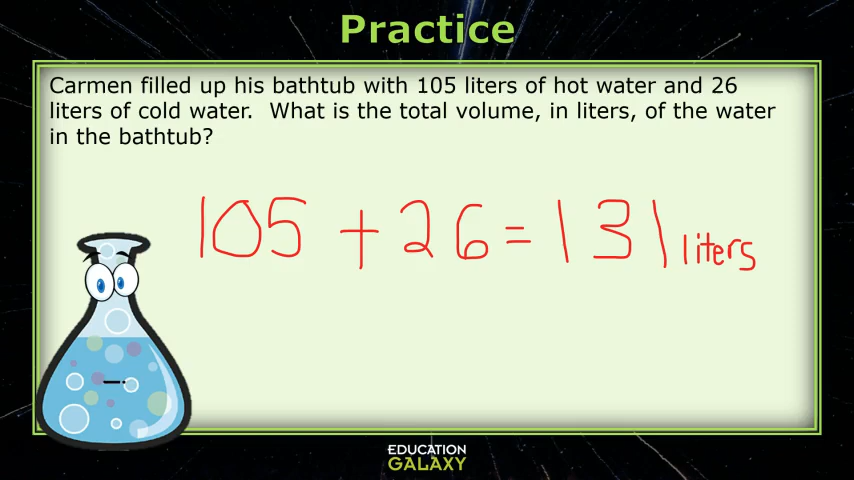 Practice
Carmen filled up his bathtub with 105 liters of hot water and 26
liters of cold water.  What is the total volume, in liters, of the water
in the bathtub?
105 + 26 = 131 liters
EDUCATION
GALAXY